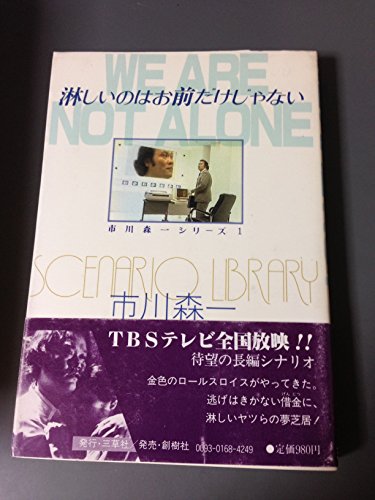 WE ARE
淋しいのはお前だけじゃない
NOT ALONE
市川森一シリーズ1
SCENARIO LIBRARY
市川森一
TBSテレビ全国放映!!
待望の長編シナリオ
金色のロールスロイスがやってきた。
逃げはきかない借金に、
淋しいヤツらの夢芝居!
発行・三草社/発売・創樹社 0093-0168-4249 ●定価980円